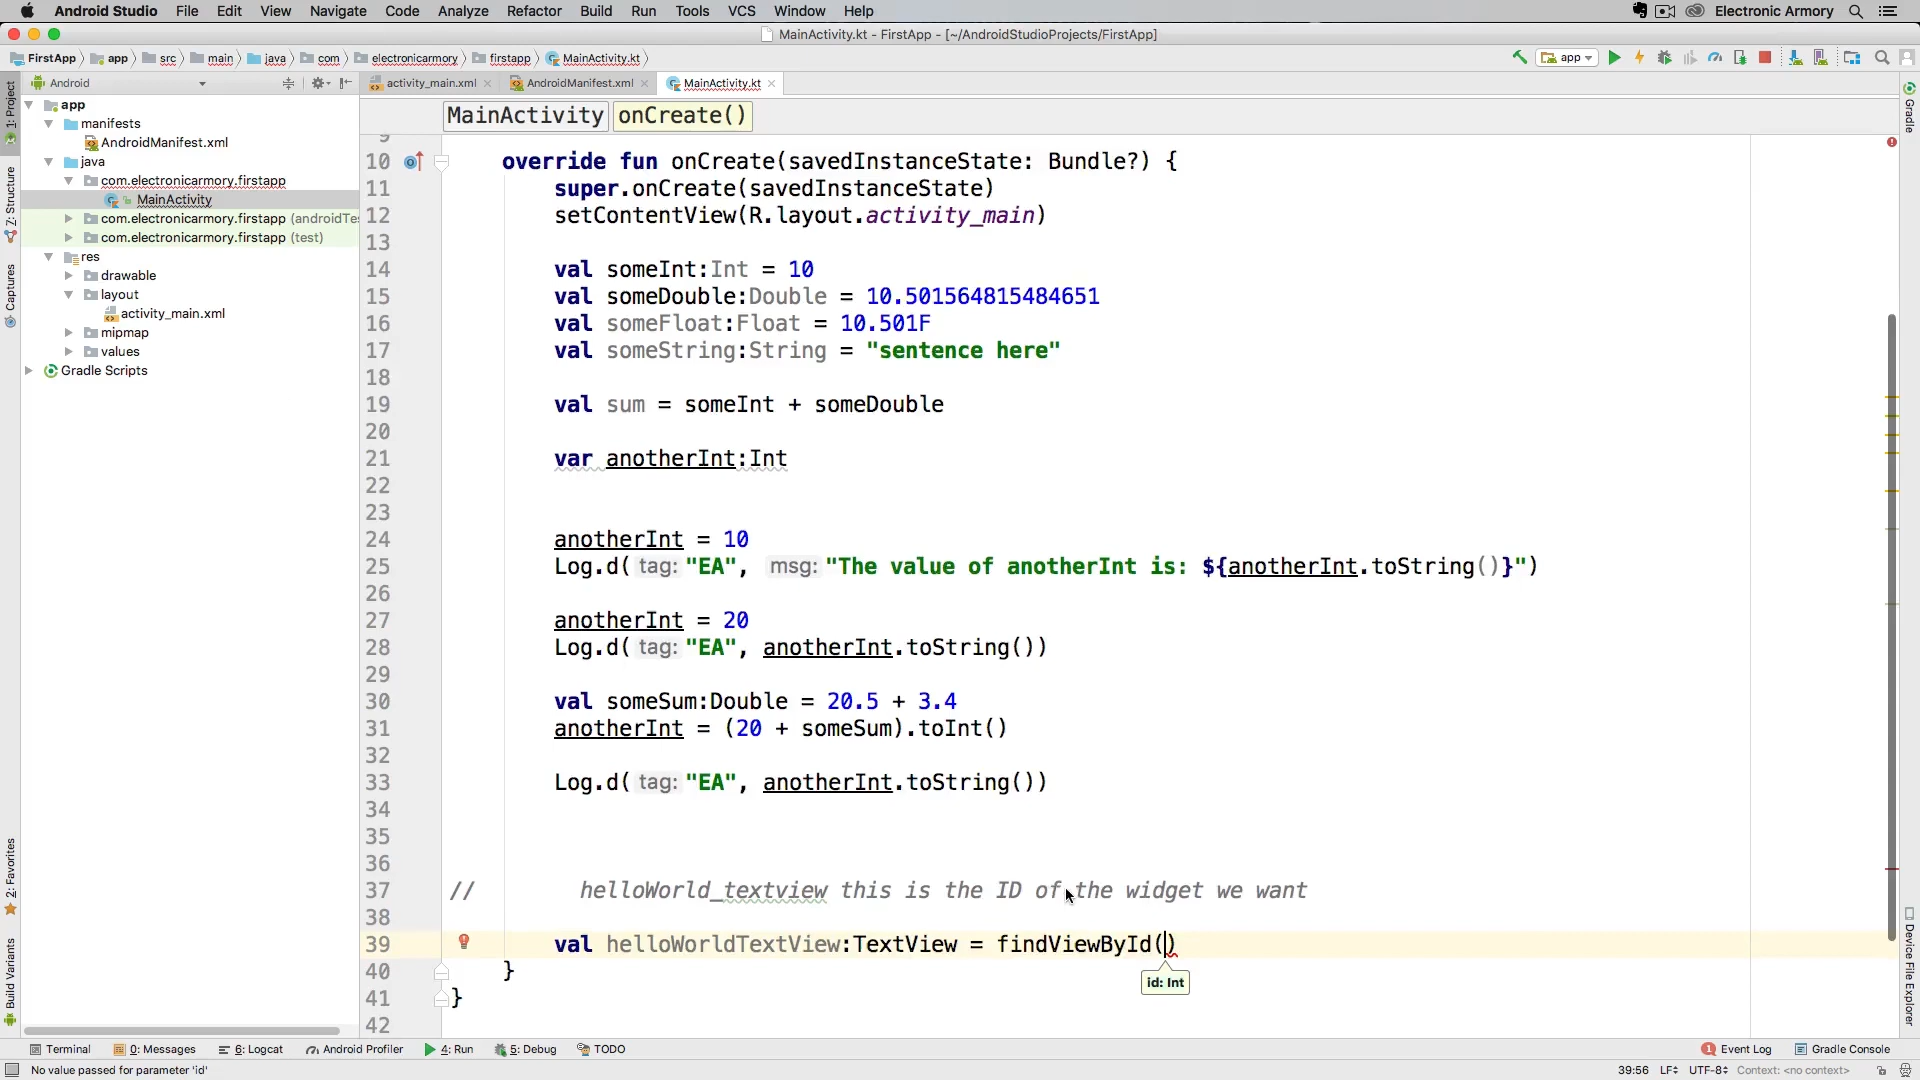 Android Studio File Edit View Navigate Code Analyze Refactor Build Run Tools VCS Window Help Electronic Armory
MainActivity.kt - FirstApp - [~/AndroidStudioProjects/FirstApp]
FirstApp app src main java com electronicarmory firstapp MainActivity.kt app
Android activity_main.xml AndroidManifest.xml MainActivity.kt
MainActivity onCreate()
1: Project
Z: Structure
Captures
2: Favorites
Build Variants
Gradle
Device File Explorer
app
manifests
AndroidManifest.xml
java
com.electronicarmory.firstapp
MainActivity
com.electronicarmory.firstapp (androidTe
com.electronicarmory.firstapp (test)
res
drawable
layout
activity_main.xml
mipmap
values
Gradle Scripts
9
10 override fun onCreate(savedInstanceState: Bundle?) {
11 super.onCreate(savedInstanceState)
12 setContentView(R.layout.activity_main)
13
14 val someInt:Int = 10
15 val someDouble:Double = 10.501564815484651
16 val someFloat:Float = 10.501F
17 val someString:String = "sentence here"
18
19 val sum = someInt + someDouble
20
21 var anotherInt:Int
22
23
24 anotherInt = 10
25 Log.d( tag: "EA", msg: "The value of anotherInt is: ${anotherInt.toString()}")
26
27 anotherInt = 20
28 Log.d( tag: "EA", anotherInt.toString())
29
30 val someSum:Double = 20.5 + 3.4
31 anotherInt = (20 + someSum).toInt()
32
33 Log.d( tag: "EA", anotherInt.toString())
34
35
36
37 // helloWorld_textview this is the ID of the widget we want
38
39 val helloWorldTextView:TextView = findViewById()
40 }
id: Int
41 }
42
Terminal 0: Messages 6: Logcat Android Profiler 4: Run 5: Debug TODO 1 Event Log Gradle Console
No value passed for parameter 'id' 39:56 LF÷ UTF-8÷ Context: <no context>